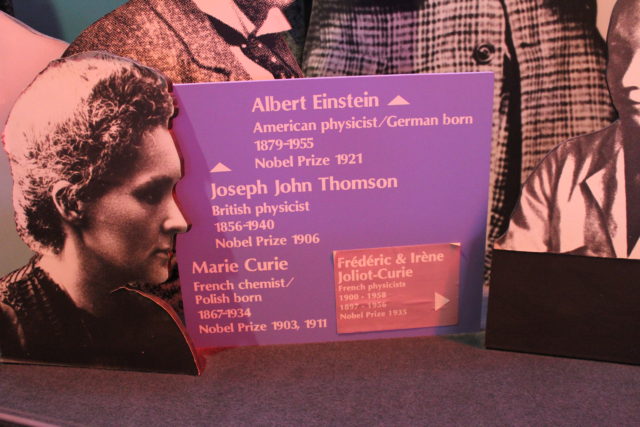 Albert Einstein
American physicist/German born
1879-1955
Nobel Prize 1921
Joseph John Thomson
British physicist
1856-1940
Nobel Prize 1906
Marie Curie
French chemist/
Polish born
1867-1934
Nobel Prize 1903, 1911
Frédéric & Irène
Joliot-Curie
French physicists
1900 - 1958
1897 - 1956
Nobel Prize 1935